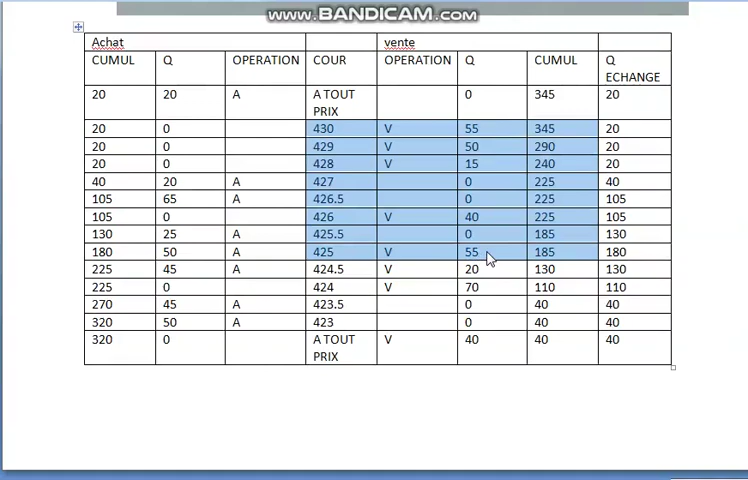 www.BANDICAM.com
Achat vente
CUMUL Q OPERATION COUR OPERATION Q CUMUL Q ECHANGE
20 20 A A TOUT PRIX 0 345 20
20 0 430 V 55 345 20
20 0 429 V 50 290 20
20 0 428 V 15 240 20
40 20 A 427 0 225 40
105 65 A 426.5 0 225 105
105 0 426 V 40 225 105
130 25 A 425.5 0 185 130
180 50 A 425 V 55 185 180
225 45 A 424.5 V 20 130 130
225 0 424 V 70 110 110
270 45 A 423.5 0 40 40
320 50 A 423 0 40 40
320 0 A TOUT PRIX V 40 40 40